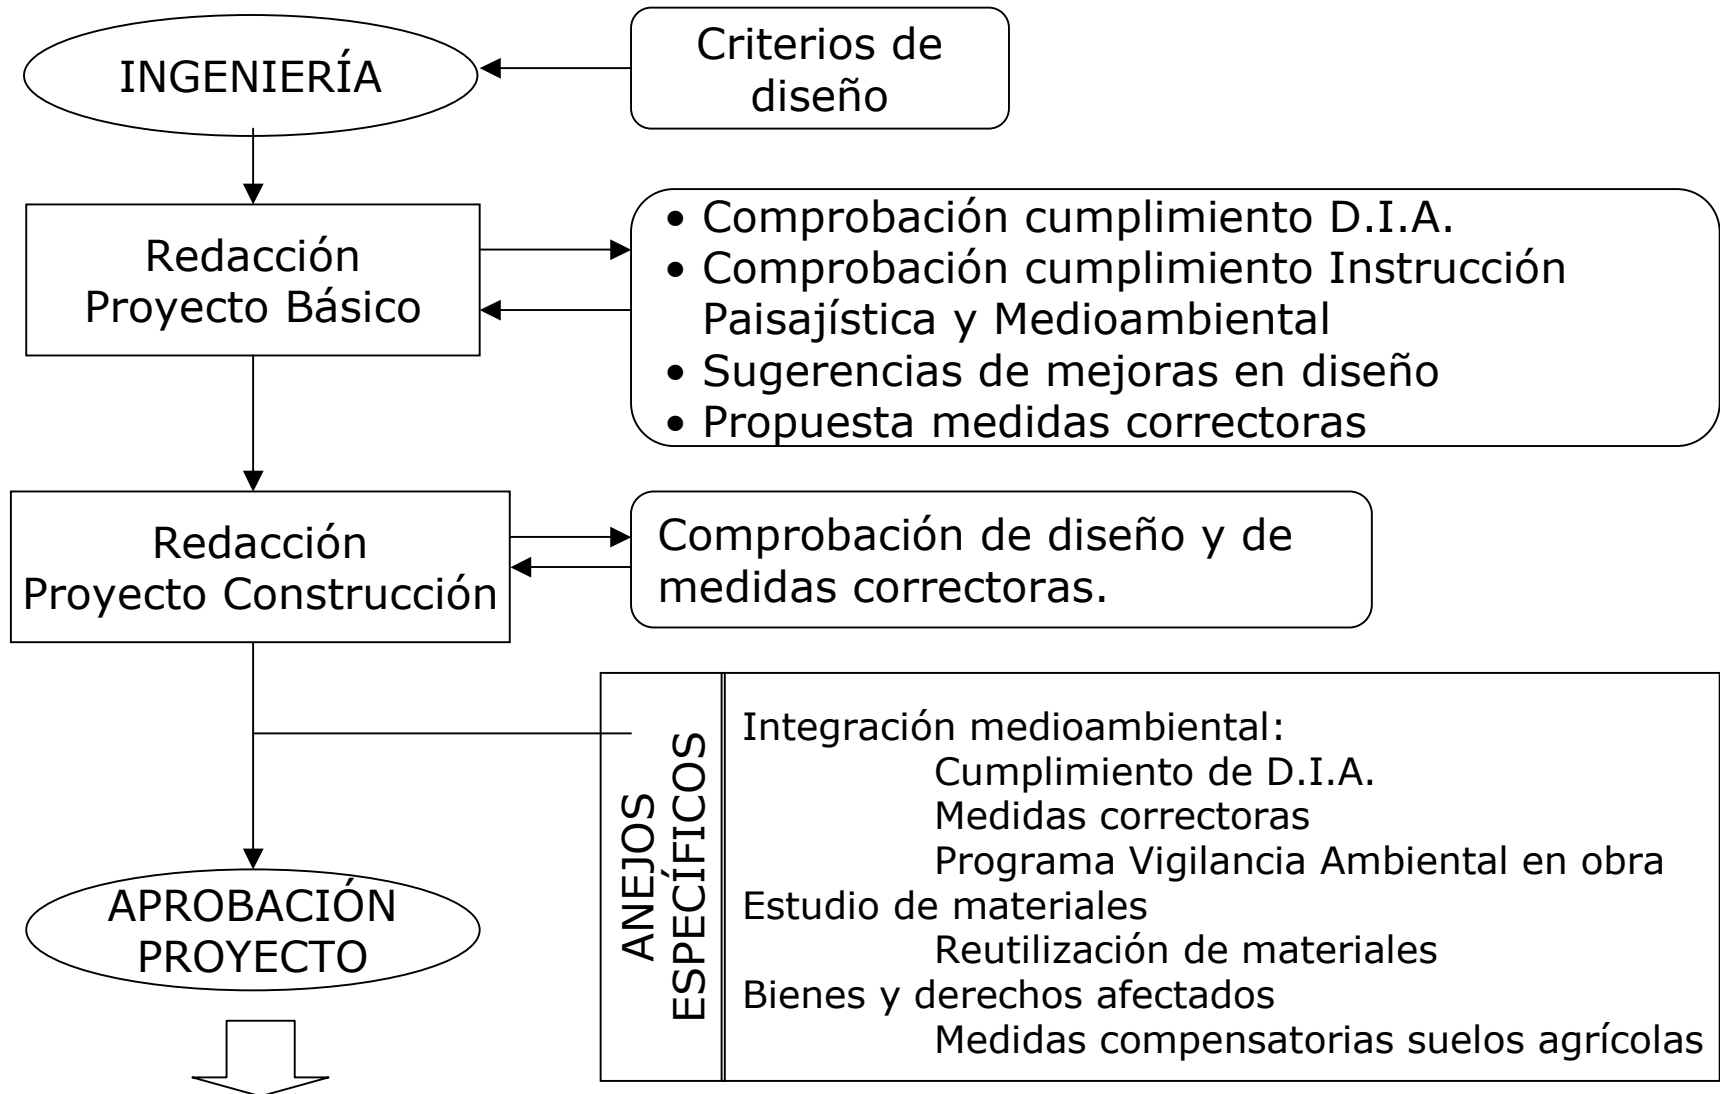 INGENIERÍA
Criterios de
diseño
Redacción
Proyecto Básico
• Comprobación cumplimiento D.I.A.
• Comprobación cumplimiento Instrucción
Paisajística y Medioambiental
• Sugerencias de mejoras en diseño
• Propuesta medidas correctoras
Redacción
Proyecto Construcción
Comprobación de diseño y de
medidas correctoras.
ANEJOS
ESPECÍFICOS
Integración medioambiental:
Cumplimiento de D.I.A.
Medidas correctoras
Programa Vigilancia Ambiental en obra
Estudio de materiales
Reutilización de materiales
Bienes y derechos afectados
Medidas compensatorias suelos agrícolas
APROBACIÓN
PROYECTO